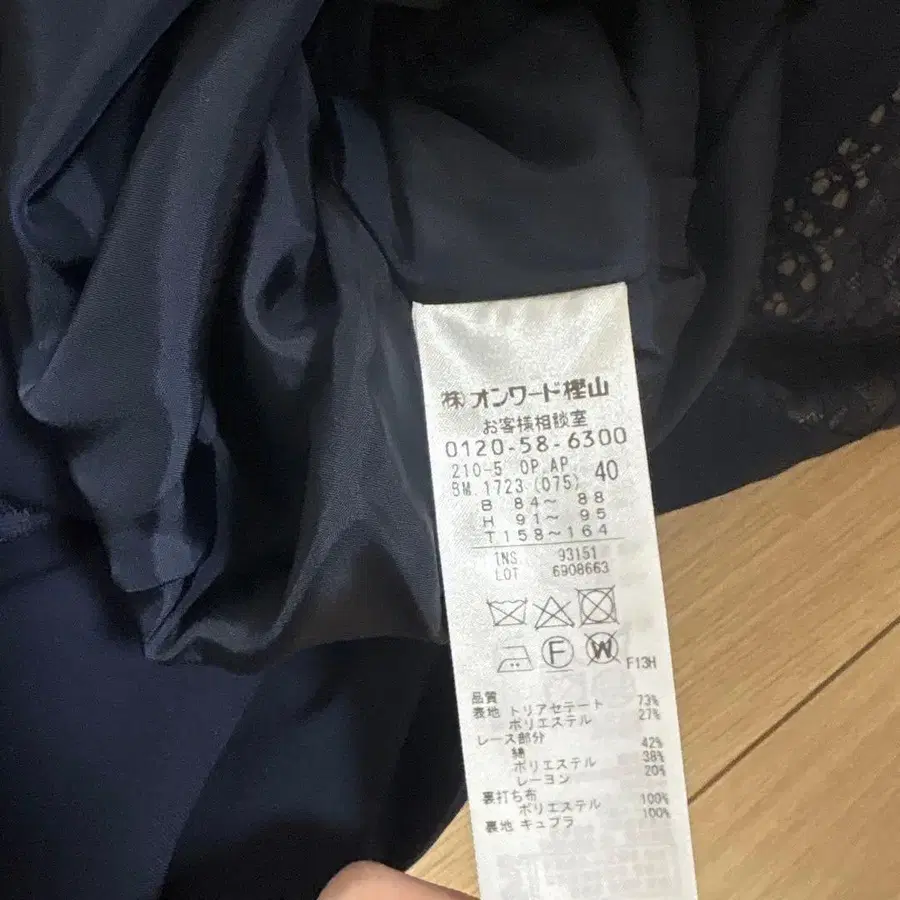 ㈱オンワード樫山
お客様相談室
0120-58-6300
210-5 OP.AP. 40
BM.1723.(075)
B 84～ 88
H 91～ 95
T158～164
INS. 93151
LOT 6908663
F W F13H
品質
表地 トリアセテート 73%
ポリエステル 27%
レース部分
綿 42%
ポリエステル 38%
レーヨン 20%
裏打ち布
ポリエステル 100%
裏地 キュプラ 100%